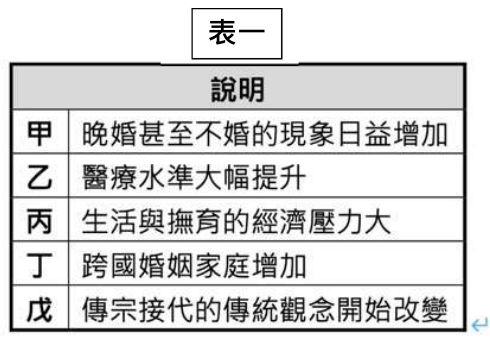 表一
說明
甲 晚婚甚至不婚的現象日益增加
乙 醫療水準大幅提升
丙 生活與撫育的經濟壓力大
丁 跨國婚姻家庭增加
戊 傳宗接代的傳統觀念開始改變